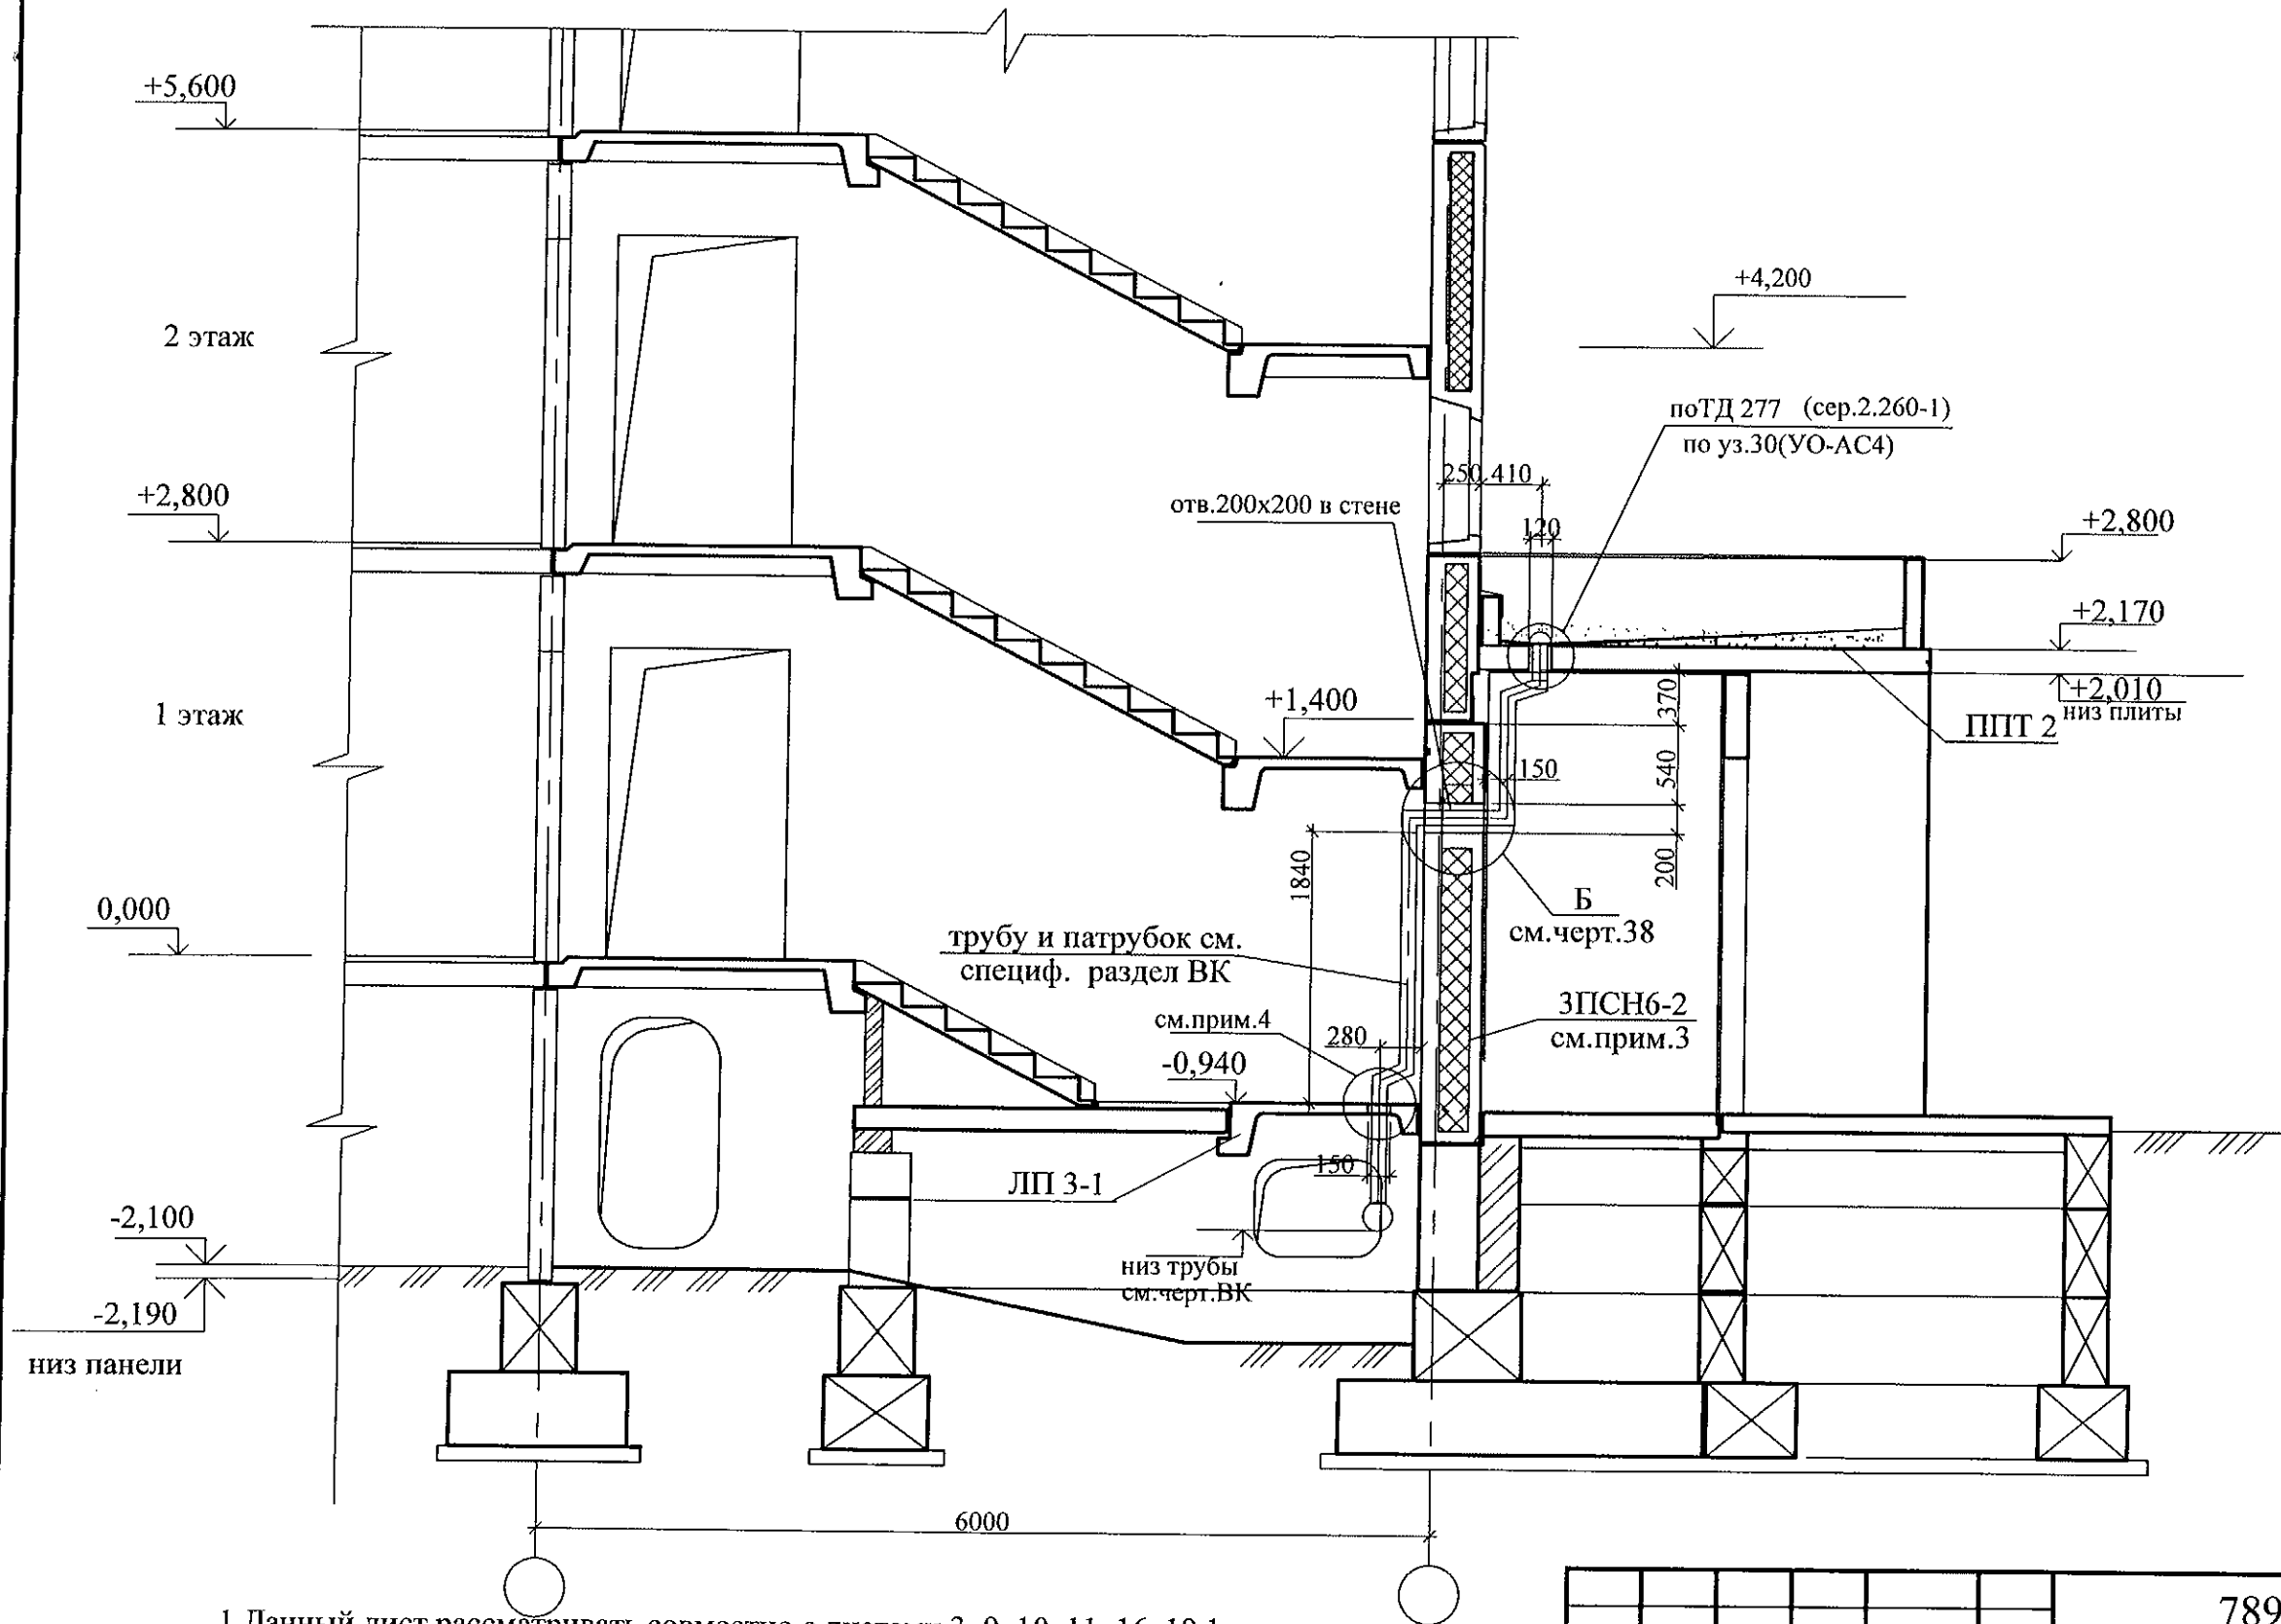 +5,600
2 этаж
+4,200
поТД 277 (сер.2.260-1)
по уз.30(УО-АС4)
250 410
+2,800
отв.200х200 в стене
120
+2,800
+2,170
+2,010
низ плиты
ППТ 2
370
1 этаж
+1,400
150
540
200
1840
Б
см.черт.38
0,000
трубу и патрубок см.
специф. раздел ВК
3ПСН6-2
см.прим.3
см.прим.4
280
-0,940
ЛП 3-1
150
-2,100
низ трубы
см.черт.ВК
-2,190
низ панели
6000
789